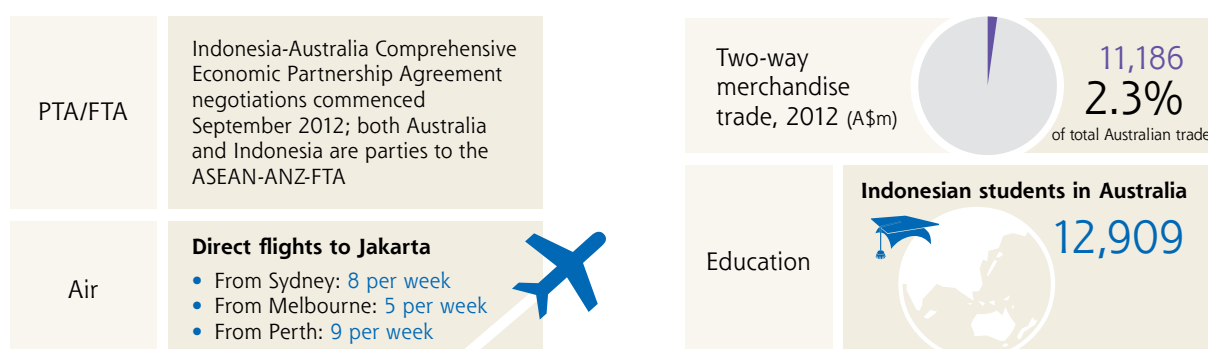 PTA/FTA
Indonesia-Australia Comprehensive
Economic Partnership Agreement
negotiations commenced
September 2012; both Australia
and Indonesia are parties to the
ASEAN-ANZ-FTA
Air
Direct flights to Jakarta
• From Sydney: 8 per week
• From Melbourne: 5 per week
• From Perth: 9 per week
Two-way
merchandise
trade, 2012 (A$m)
11,186
2.3%
of total Australian trade
Education
Indonesian students in Australia
12,909